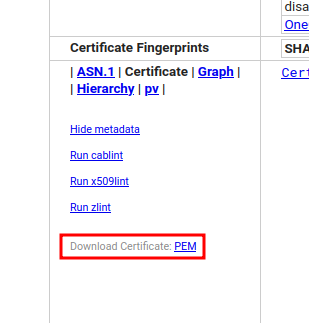 disa
One
Certificate Fingerprints
SHA
| ASN.1 | Certificate | Graph |
| Hierarchy | pv |
Cert
Hide metadata
Run cablint
Run x509lint
Run zlint
Download Certificate: PEM